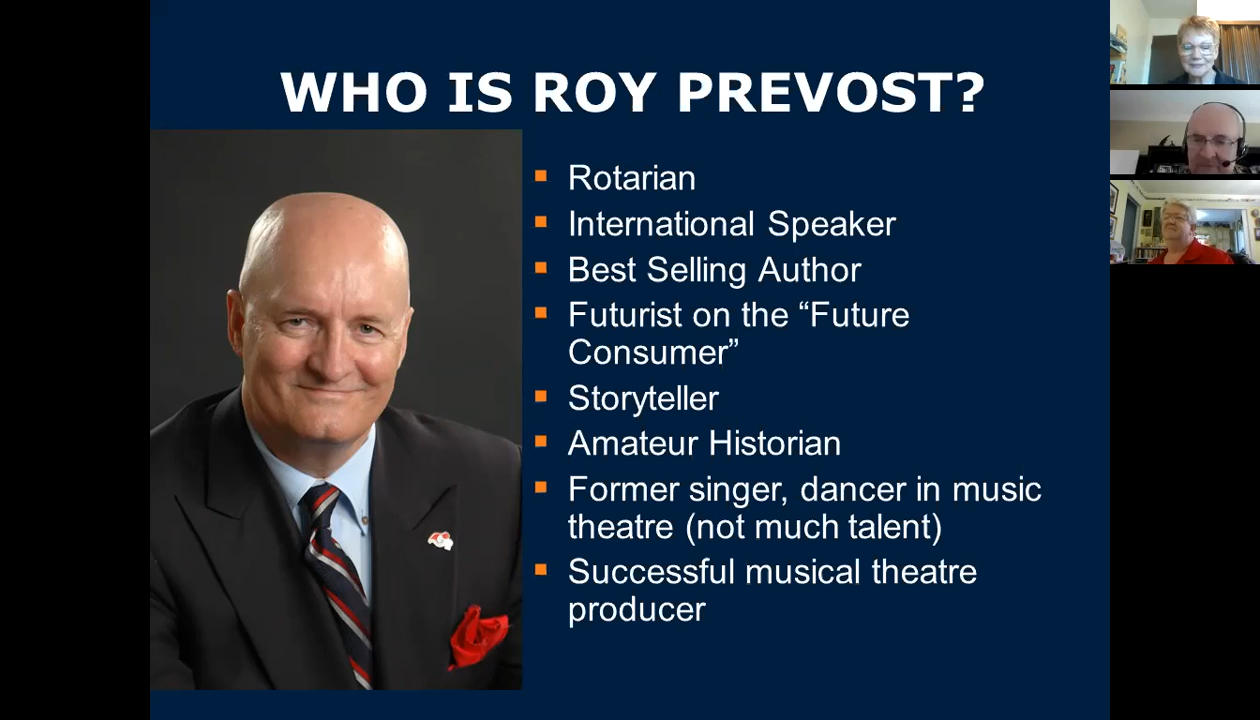 WHO IS ROY PREVOST?
Rotarian
International Speaker
Best Selling Author
Futurist on the “Future
Consumer”
Storyteller
Amateur Historian
Former singer, dancer in music
theatre (not much talent)
Successful musical theatre
producer